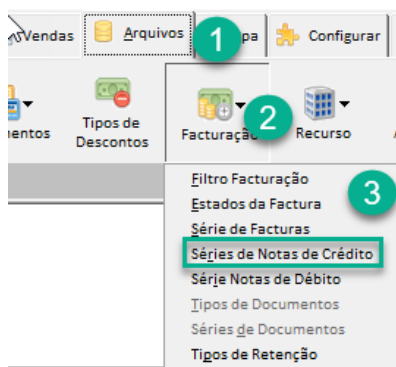 Vendas
Arquivos
1
pa
Configurar
entos
Tipos de
Descontos
Facturaçã
2
Recurso
3
Filtro Facturação
Estados da Factura
Série de Facturas
Séries de Notas de Crédito
Série Notas de Débito
Tipos de Documentos
Séries de Documentos
Tipos de Retenção